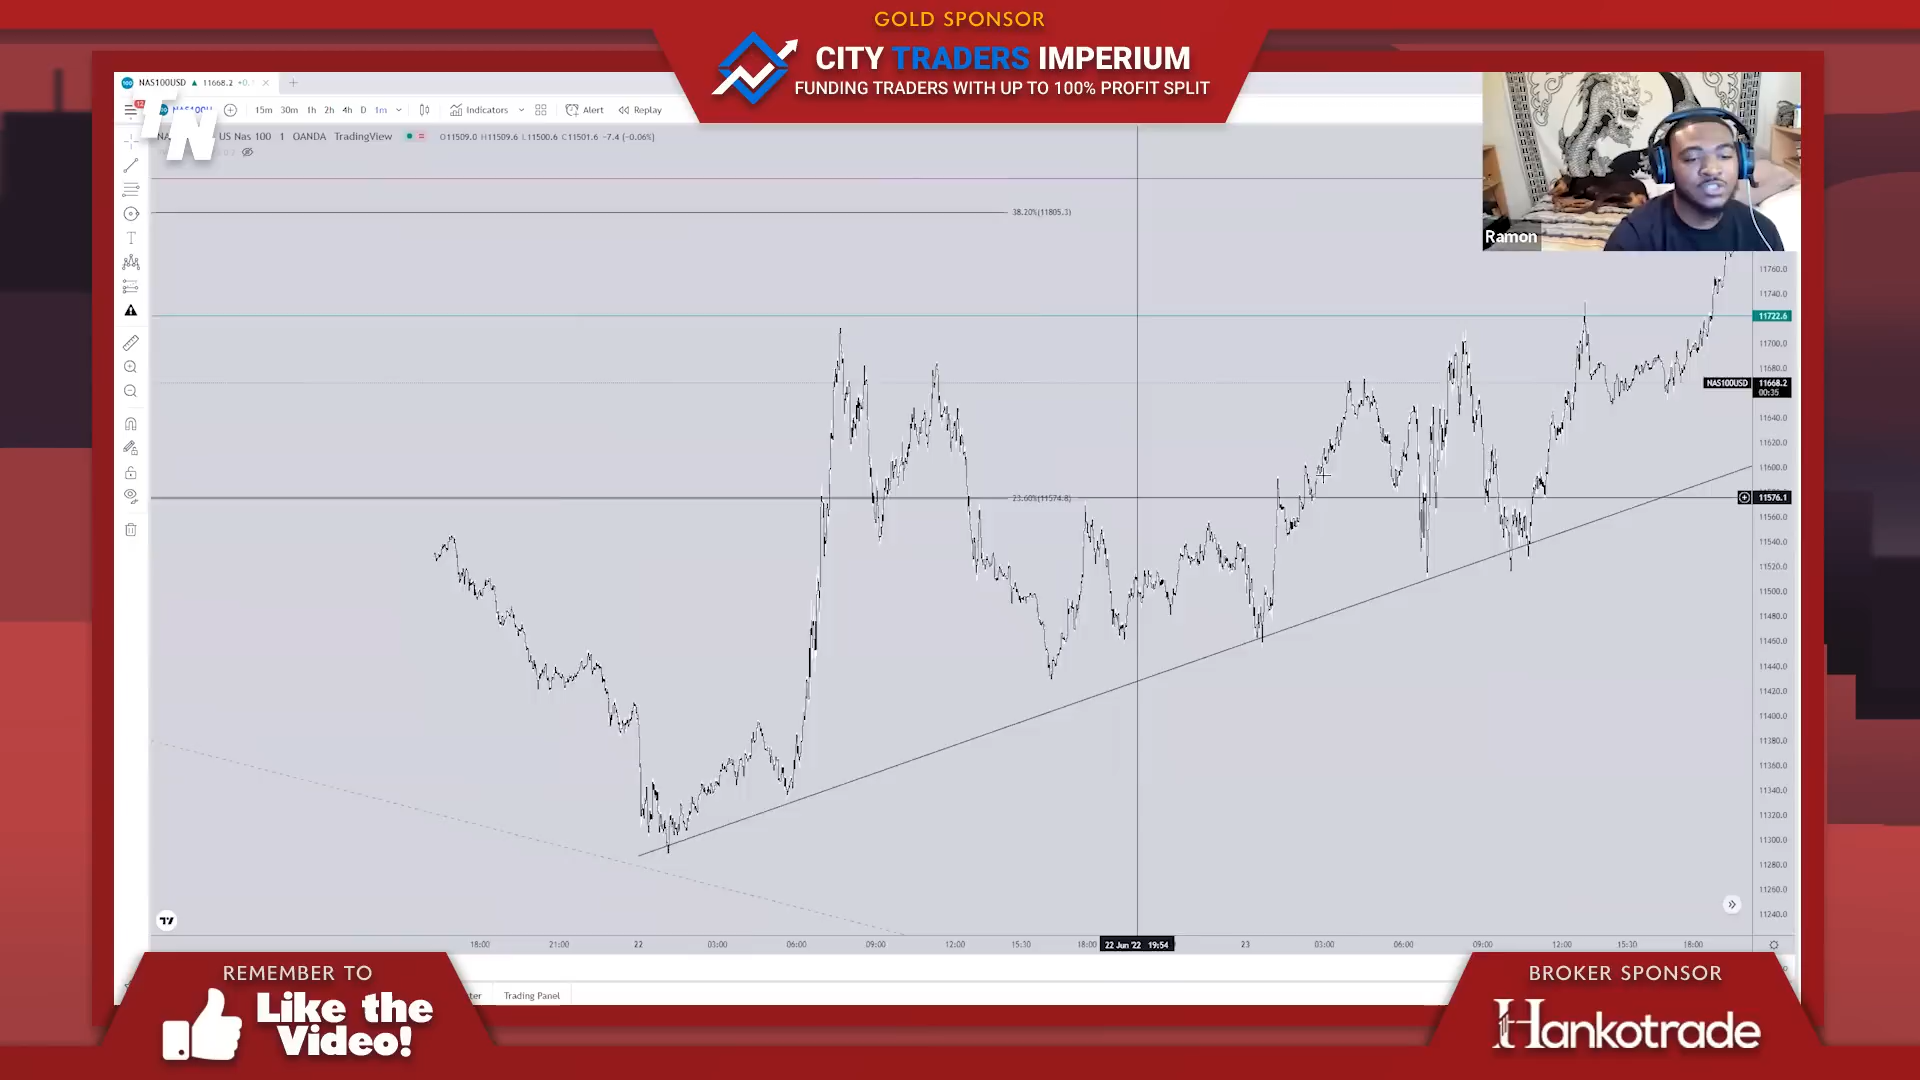 GOLD SPONSOR
CITY TRADERS IMPERIUM
FUNDING TRADERS WITH UP TO 100% PROFIT SPLIT
NAS100USD ▲ 11668.2 +0.
12
15m 30m 1h 2h 4h D 1m Indicators Alert Replay
TN
US Nas 100 1 OANDA TradingView O11509.0 H11509.6 L11500.6 C11501.6 −7.4 (−0.06%)
38.20%(11805.3)
Ramon
11760.0
11740.0
11722.6
11700.0
11680.0
NAS100USD 11668.2
00:35
11640.0
11620.0
11600.0
23.60%(11574.8)
11576.1
11560.0
11540.0
11520.0
11500.0
11480.0
11460.0
11440.0
11420.0
11400.0
11380.0
11360.0
11340.0
11320.0
11300.0
11280.0
11260.0
11240.0
18:00 21:00 22 03:00 06:00 09:00 12:00 15:30 18:00 22 Jun '22 19:54 23 03:00 06:00 09:00 12:00 15:30 18:00
Trading Panel
REMEMBER TO
Like the
Video!
BROKER SPONSOR
Hankotrade